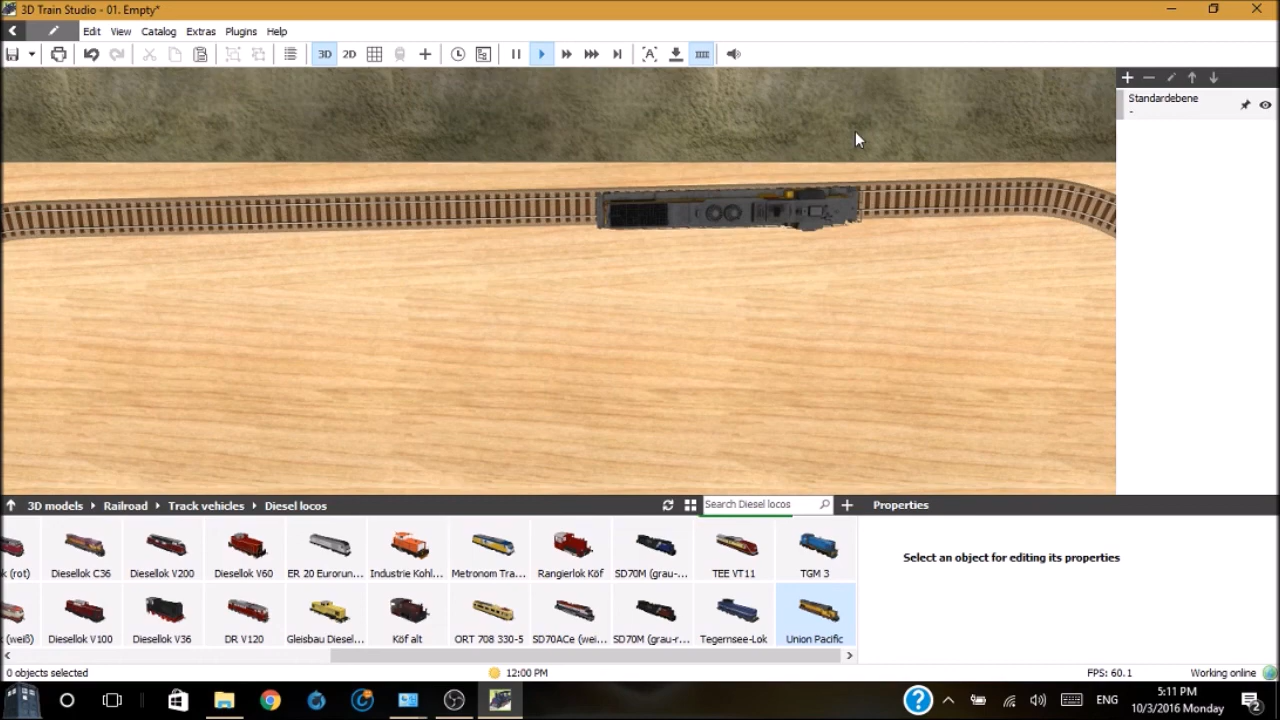 3D Train Studio - 01. Empty*
Edit View Catalog Extras Plugins Help
3D 2D
Standardebene
-
3D models Railroad Track vehicles Diesel locos
Search Diesel locos
Properties
k (rot) Diesellok C36 Diesellok V200 Diesellok V60 ER 20 Eurorun... Industrie Kohl... Metronom Tra... Rangierlok Köf SD70M (grau-... TEE VT11 TGM 3
Select an object for editing its properties
(weiß) Diesellok V100 Diesellok V36 DR V120 Gleisbau Diesel... Köf alt ORT 708 330-5 SD70ACe (wei... SD70M (grau-r... Tegernsee-Lok Union Pacific
0 objects selected
12:00 PM
FPS: 60.1
Working online
ENG
5:11 PM
10/3/2016 Monday
2